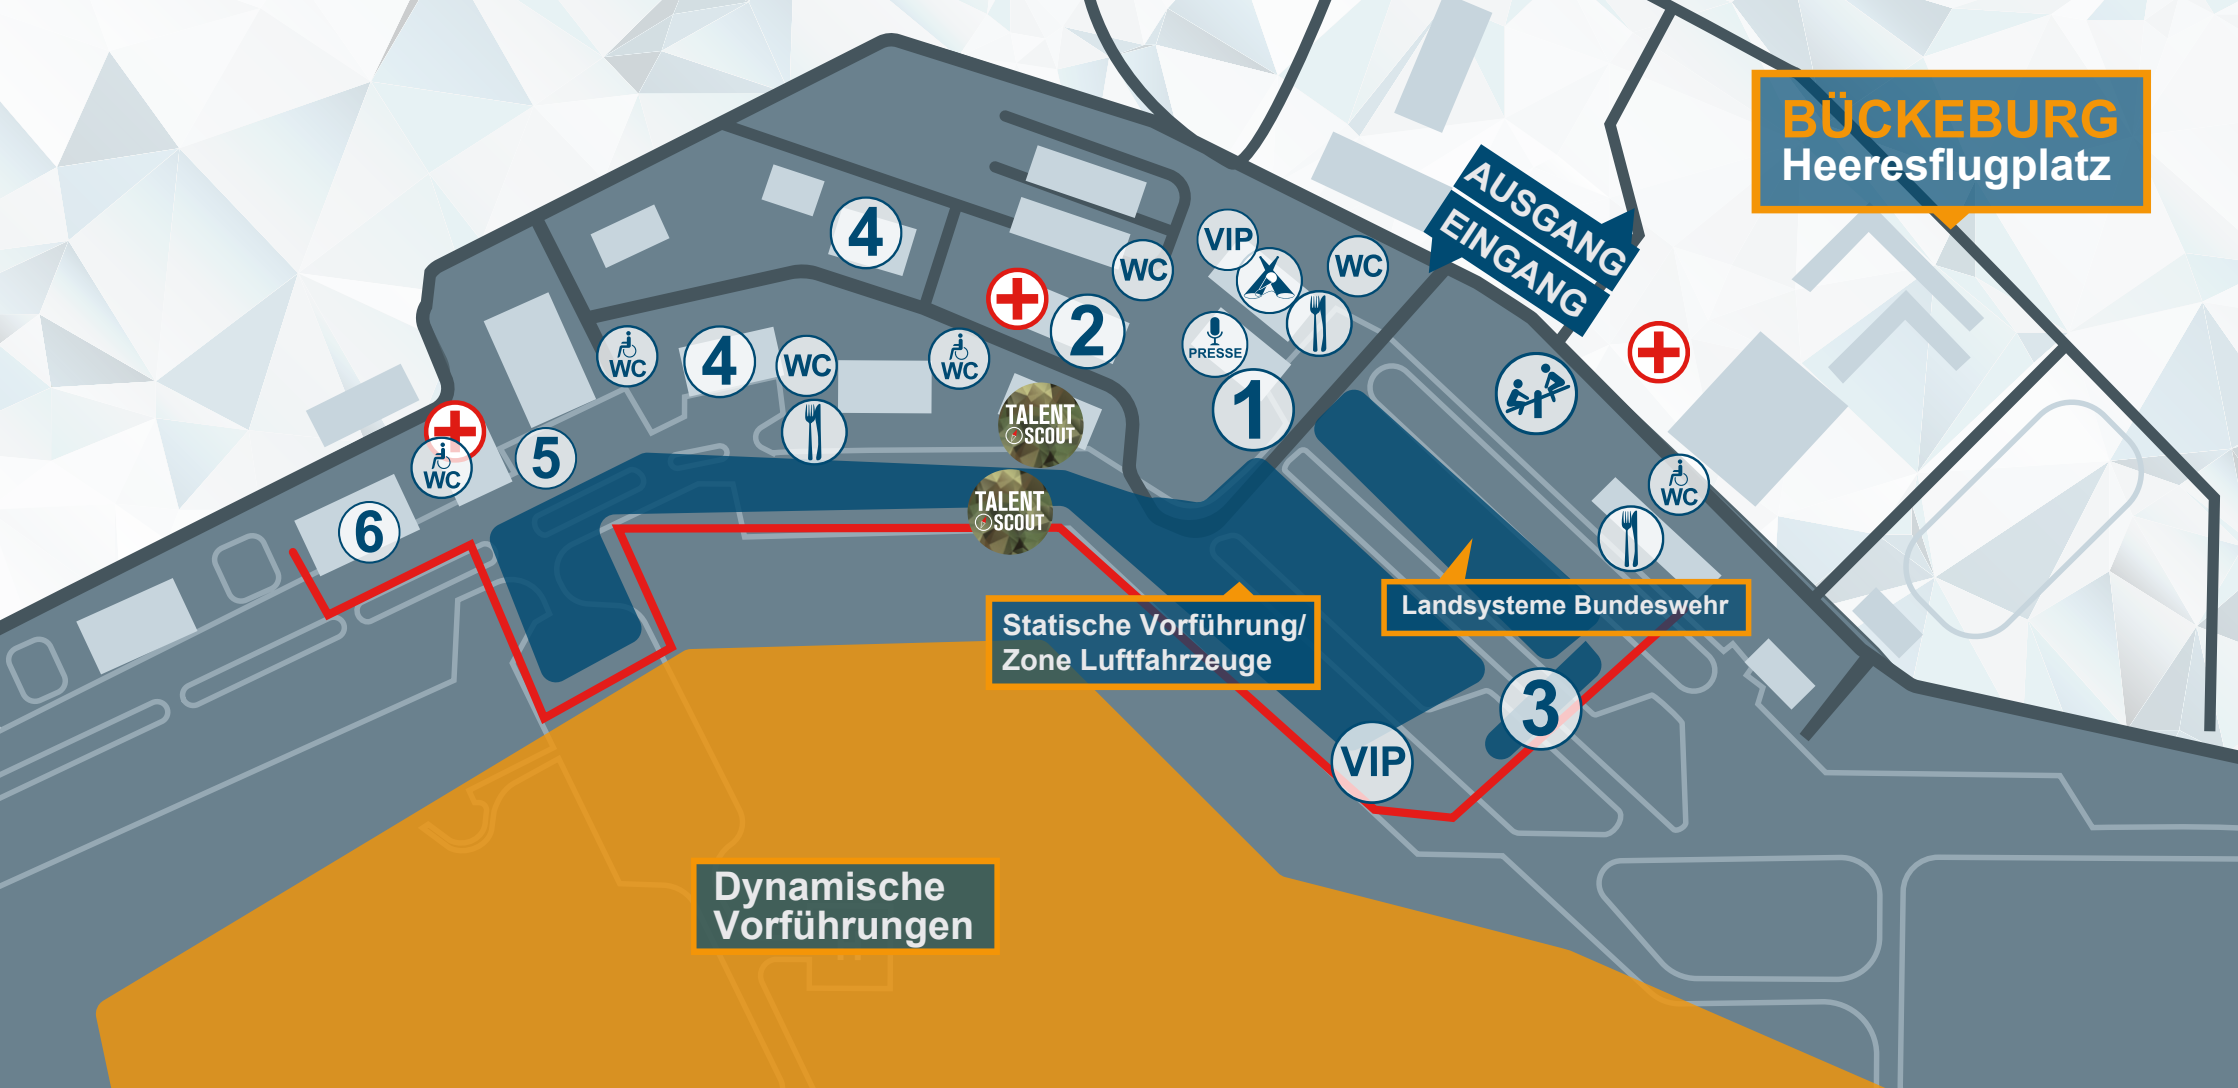 BÜCKEBURG
Heeresflugplatz
AUSGANG
EINGANG
4
VIP
WC
WC
2
PRESSE
WC
4
WC
WC
1
TALENT
SCOUT
5
WC
6
WC
TALENT
SCOUT
Landsysteme Bundeswehr
Statische Vorführung/
Zone Luftfahrzeuge
3
VIP
Dynamische
Vorführungen